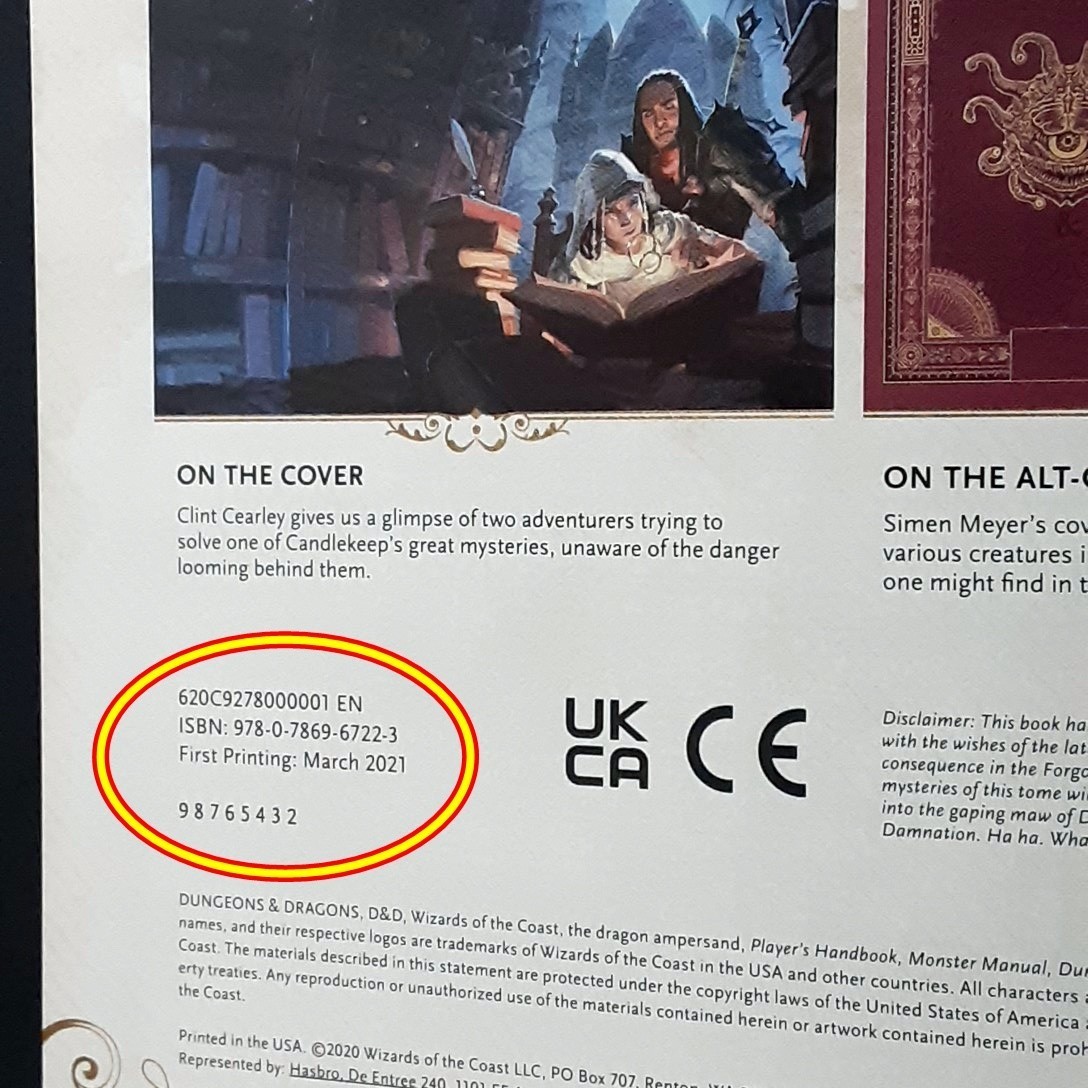 ON THE COVER
Clint Cearley gives us a glimpse of two adventurers trying to
solve one of Candlekeep's great mysteries, unaware of the danger
looming behind them.
ON THE ALT-
Simen Meyer's cov
various creatures i
one might find in t
620C9278000001 EN
ISBN: 978-0-7869-6722-3
First Printing: March 2021
9 8 7 6 5 4 3 2
UK
CA
CE
Disclaimer: This book ha
with the wishes of the lat
consequence in the Forgo
mysteries of this tome wi
into the gaping maw of D
Damnation. Ha ha. Wha
DUNGEONS & DRAGONS, D&D, Wizards of the Coast, the dragon ampersand, Player's Handbook, Monster Manual, Dun
names, and their respective logos are trademarks of Wizards of the Coast in the USA and other countries. All characters
Coast. The materials described in this statement are protected under the copyright laws of the United States of America
erty treaties. Any reproduction or unauthorized use of the materials contained herein or artwork contained herein is proh
the Coast.
Printed in the USA. ©2020 Wizards of the Coast LLC, PO Box 707, Renton,
Represented by: Hasbro, De Entree 240, 1101